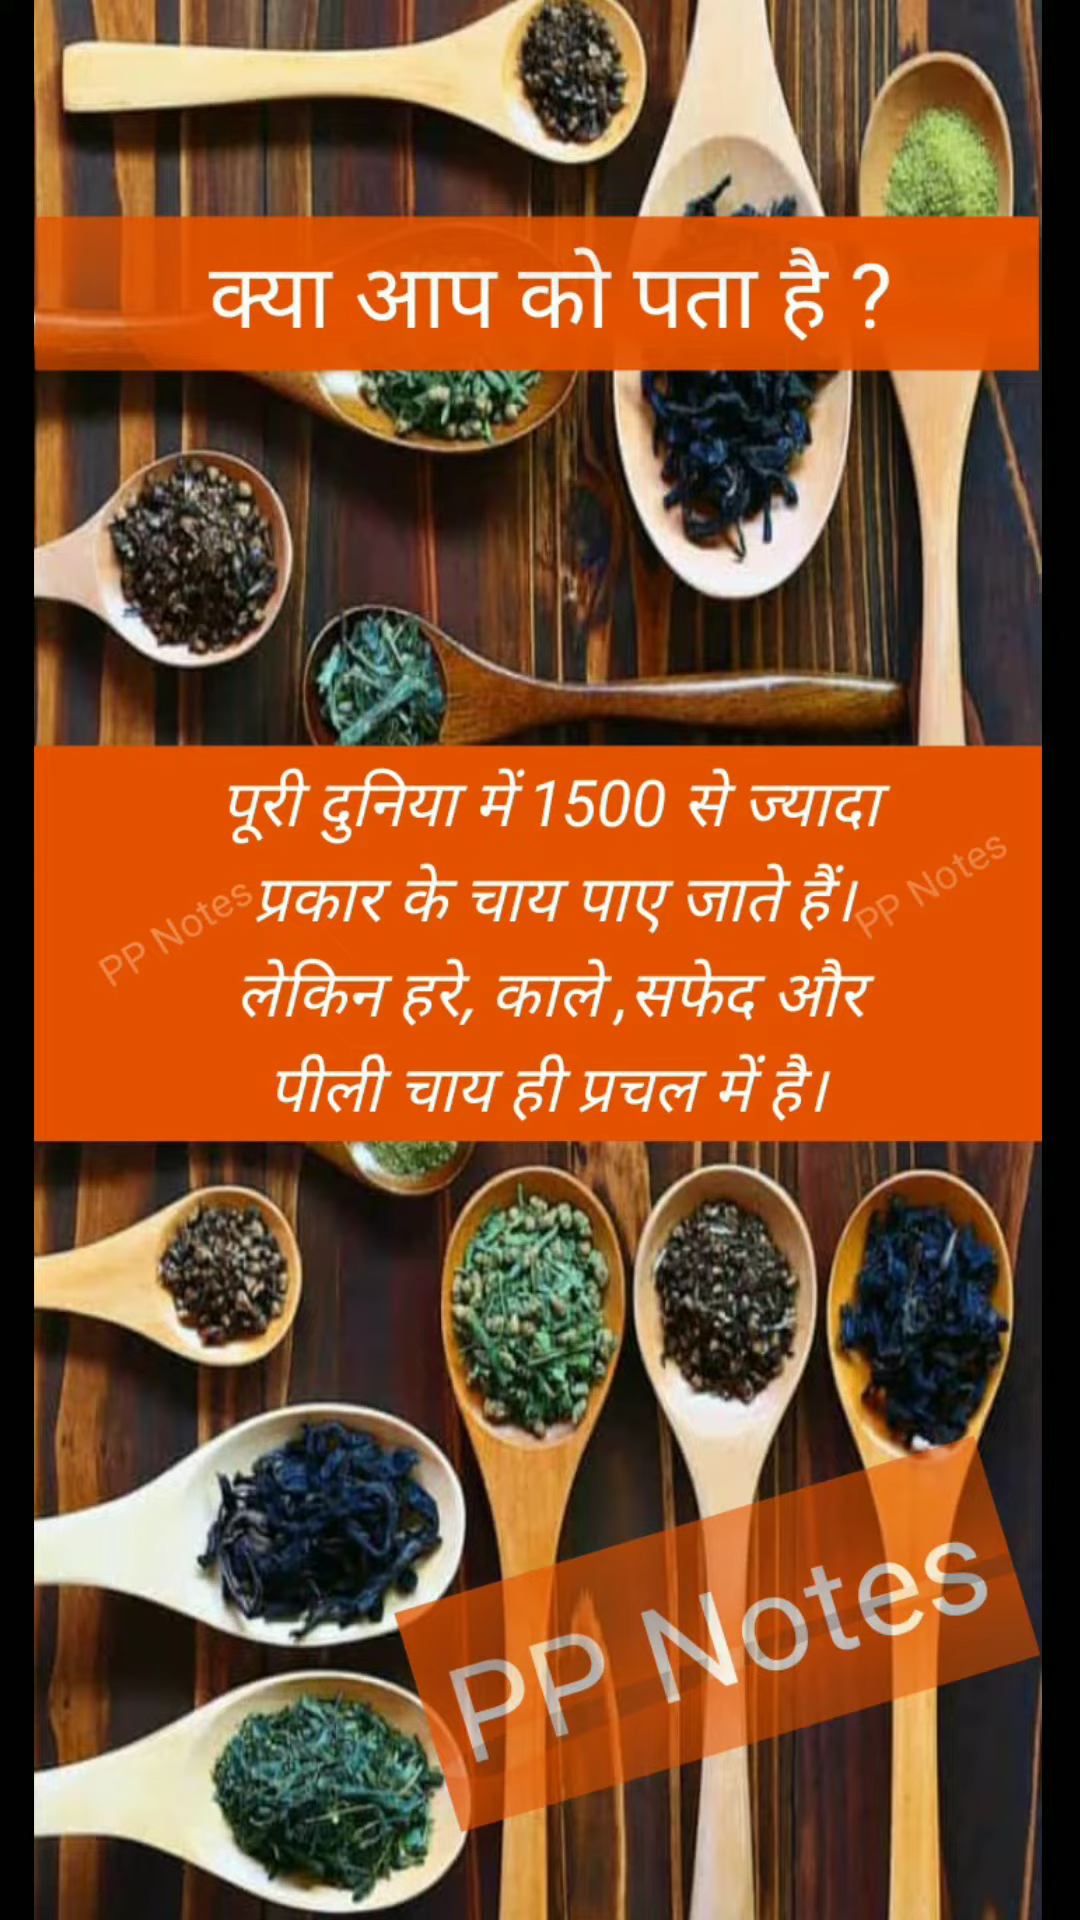 क्या आप को पता है ?
पूरी दुनिया में 1500 से ज्यादा
प्रकार के चाय पाए जाते हैं।
लेकिन हरे, काले ,सफेद और
पीली चाय ही प्रचल में है।
PP Notes
PP Notes
PP Notes